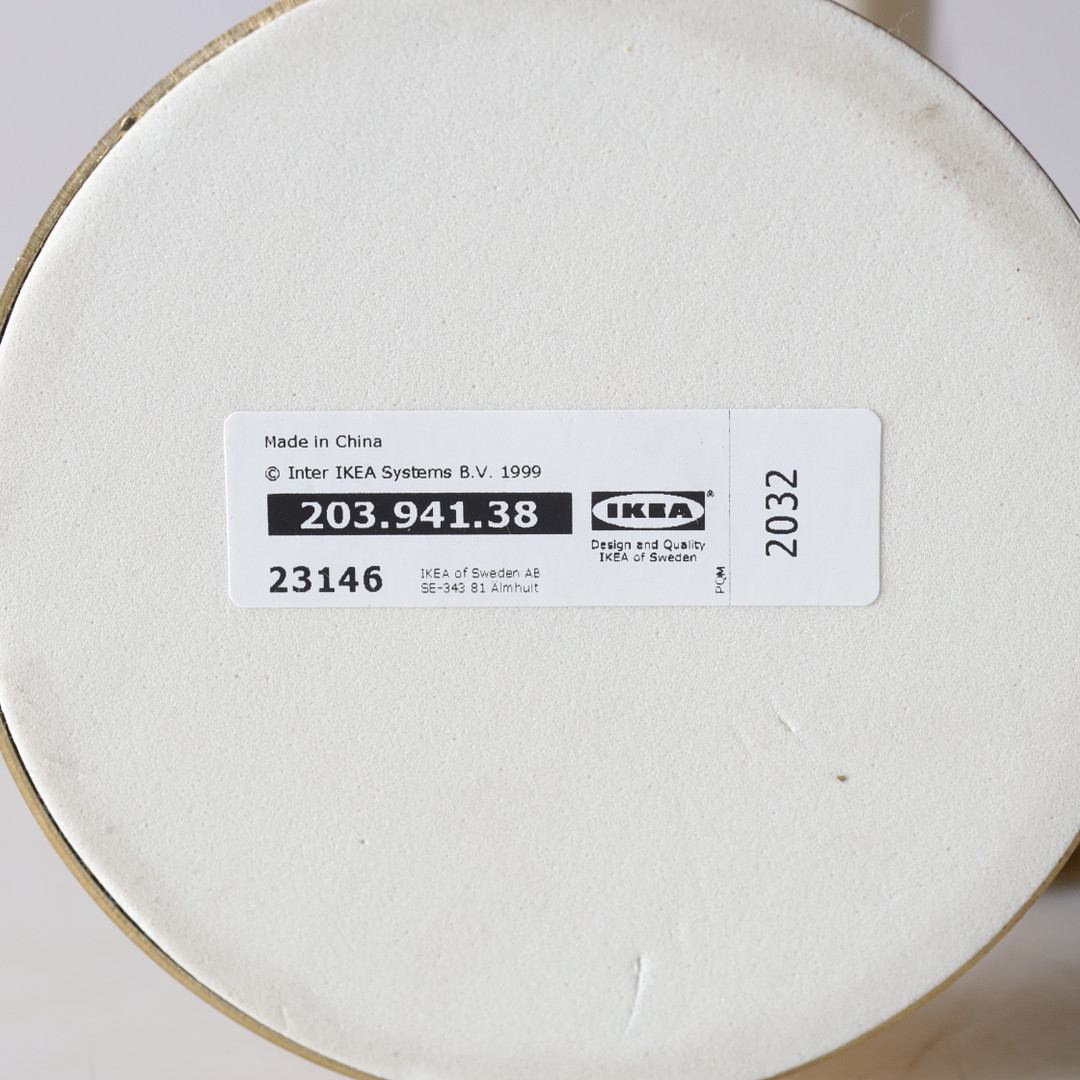 Made in China
© Inter IKEA Systems B.V. 1999
203.941.38
23146
IKEA of Sweden AB
SE-343 81 Älmhult
IKEA®
Design and Quality
IKEA of Sweden
PQM
2032